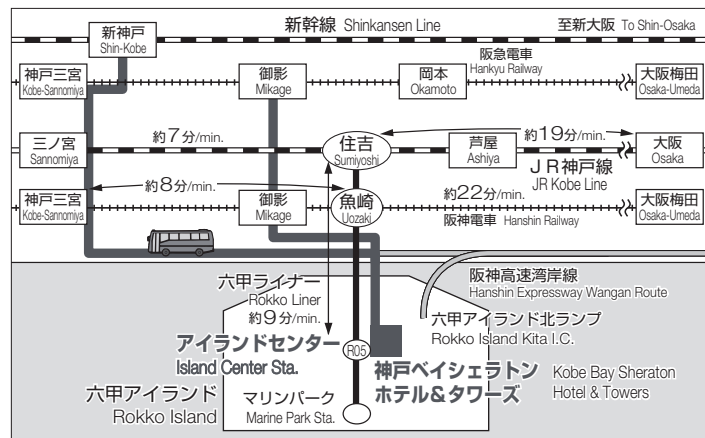 新幹線 Shinkansen Line
至新大阪 To Shin-Osaka
新神戸
Shin-Kobe
阪急電車
Hankyu Railway
神戸三宮
Kobe-Sannomiya
御影
Mikage
岡本
Okamoto
大阪梅田
Osaka-Umeda
三ノ宮
Sannomiya
約7分/min.
住吉
Sumiyoshi
芦屋
Ashiya
約19分/min.
大阪
Osaka
JR神戸線
JR Kobe Line
神戸三宮
Kobe-Sannomiya
約8分/min.
御影
Mikage
魚崎
Uozaki
約22分/min.
阪神電車 Hanshin Railway
大阪梅田
Osaka-Umeda
六甲ライナー
Rokko Liner
約9分/min.
阪神高速湾岸線
Hanshin Expressway Wangan Route
六甲アイランド北ランプ
Rokko Island Kita I.C.
アイランドセンター
Island Center Sta.
R05
神戸ベイシェラトン
ホテル&タワーズ
Kobe Bay Sheraton
Hotel & Towers
六甲アイランド
Rokko Island
マリンパーク
Marine Park Sta.